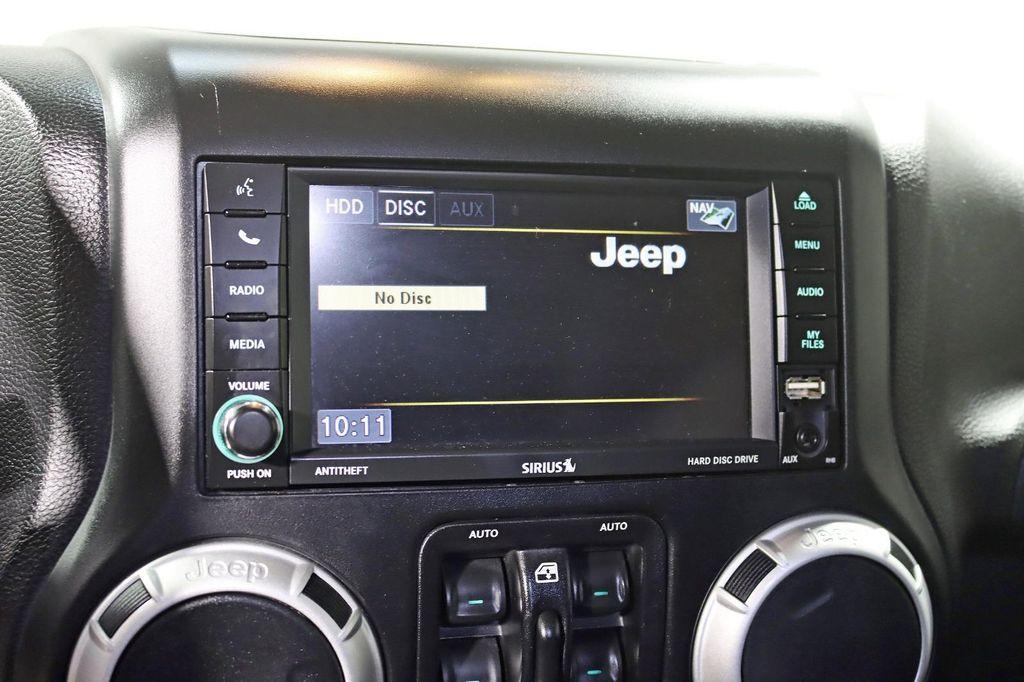 HDD DISC AUX NAV
LOAD
Jeep
MENU
RADIO
No Disc
AUDIO
MEDIA
MY
FILES
VOLUME
10:11
PUSH ON
ANTITHEFT
SIRIUS
HARD DISC DRIVE
AUX
RHB
AUTO
AUTO
Jeep
Jeep